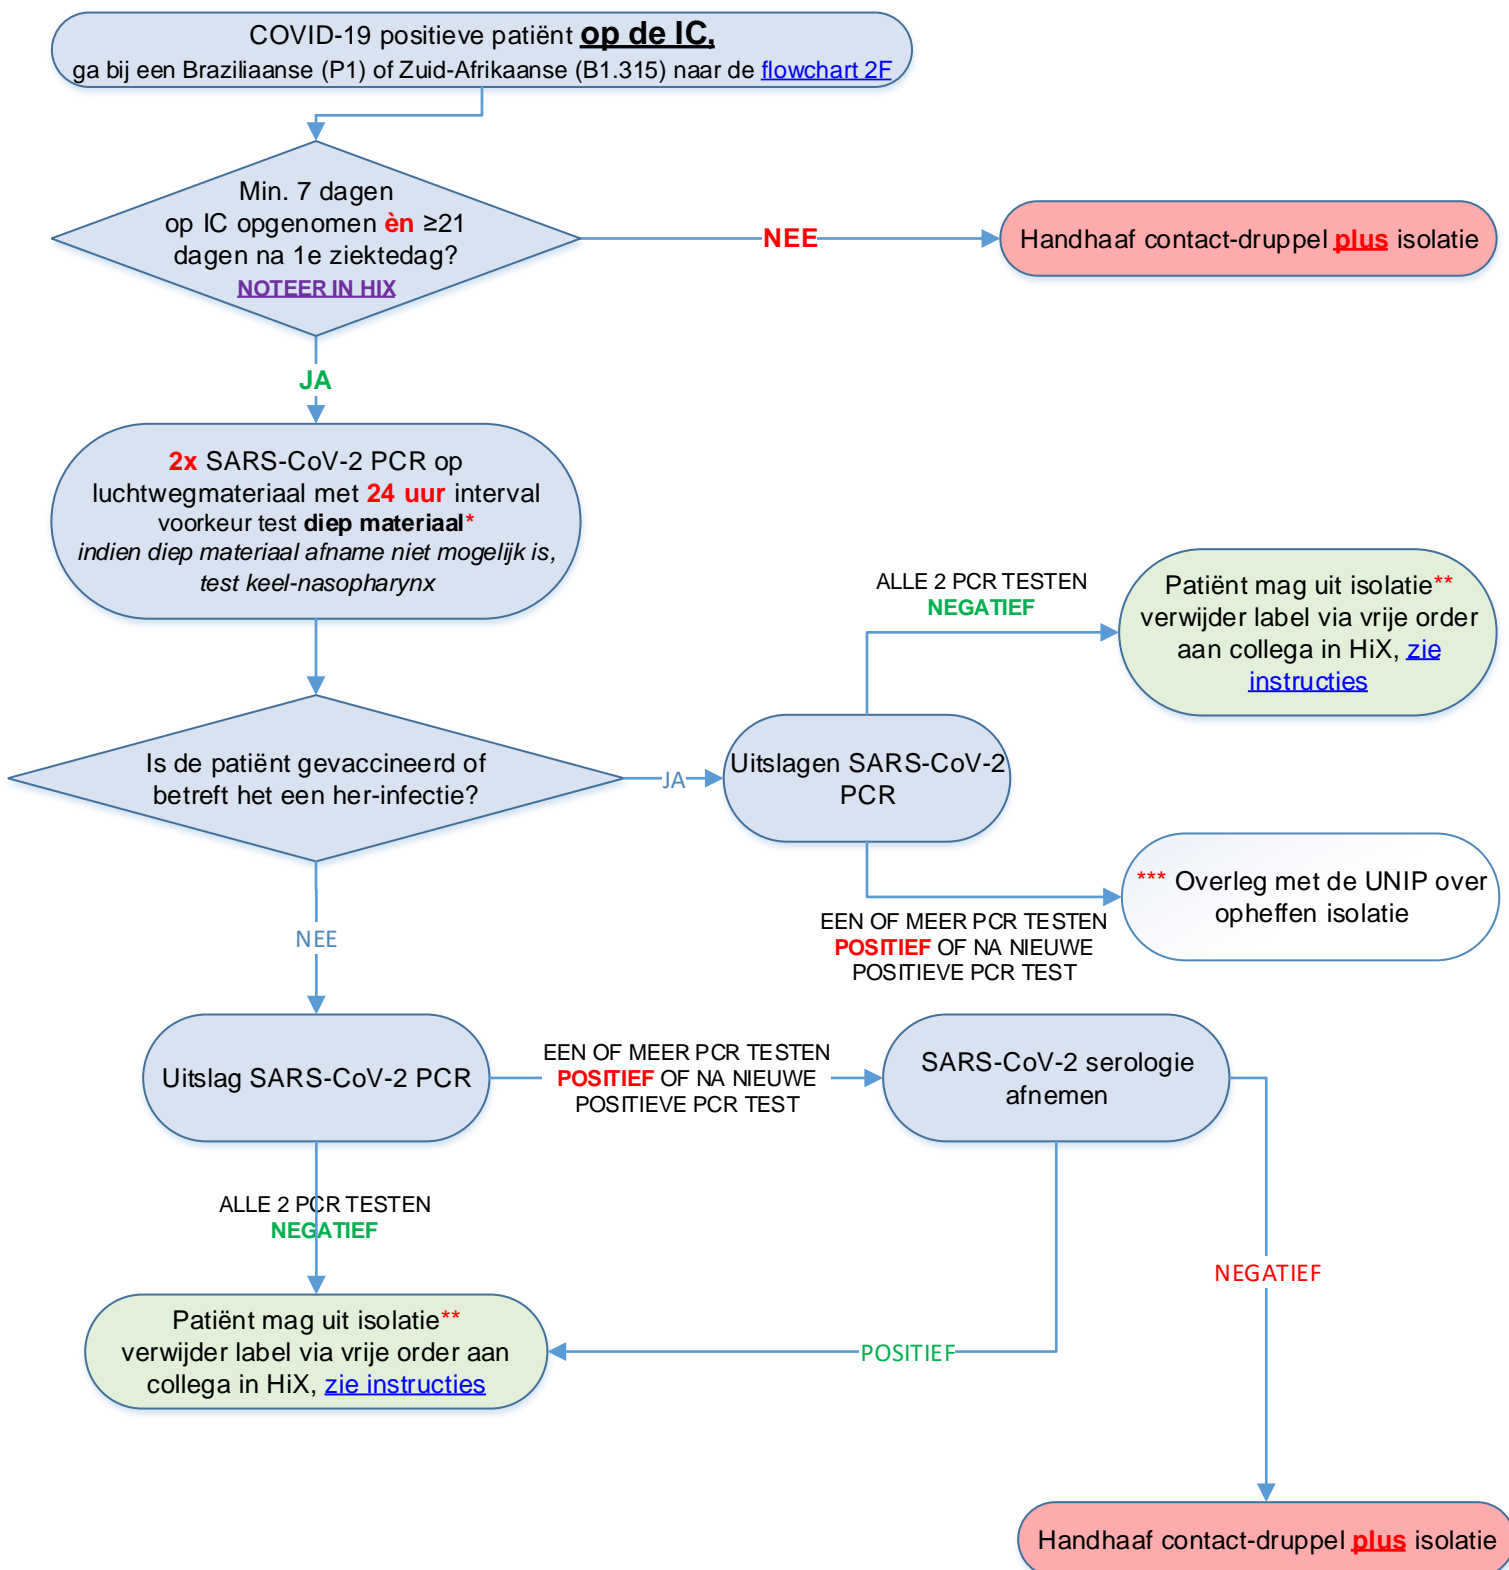 COVID-19 positieve patiënt op de IC,
ga bij een Braziliaanse (P1) of Zuid-Afrikaanse (B1.315) naar de flowchart 2F
Min. 7 dagen
op IC opgenomen èn ≥21
dagen na 1e ziektedag?
NOTEER IN HIX
NEE
Handhaaf contact-druppel plus isolatie
JA
2x SARS-CoV-2 PCR op
luchtwegmateriaal met 24 uur interval
voorkeur test diep materiaal*
indien diep materiaal afname niet mogelijk is,
test keel-nasopharynx
ALLE 2 PCR TESTEN
NEGATIEF
Patiënt mag uit isolatie**
verwijder label via vrije order
aan collega in HiX, zie
instructies
Is de patiënt gevaccineerd of
betreft het een her-infectie?
JA
Uitslagen SARS-CoV-2
PCR
*** Overleg met de UNIP over
opheffen isolatie
EEN OF MEER PCR TESTEN
POSITIEF OF NA NIEUWE
POSITIEVE PCR TEST
NEE
Uitslag SARS-CoV-2 PCR
EEN OF MEER PCR TESTEN
POSITIEF OF NA NIEUWE
POSITIEVE PCR TEST
SARS-CoV-2 serologie
afnemen
ALLE 2 PCR TESTEN
NEGATIEF
NEGATIEF
Patiënt mag uit isolatie**
verwijder label via vrije order aan
collega in HiX, zie instructies
POSITIEF
Handhaaf contact-druppel plus isolatie